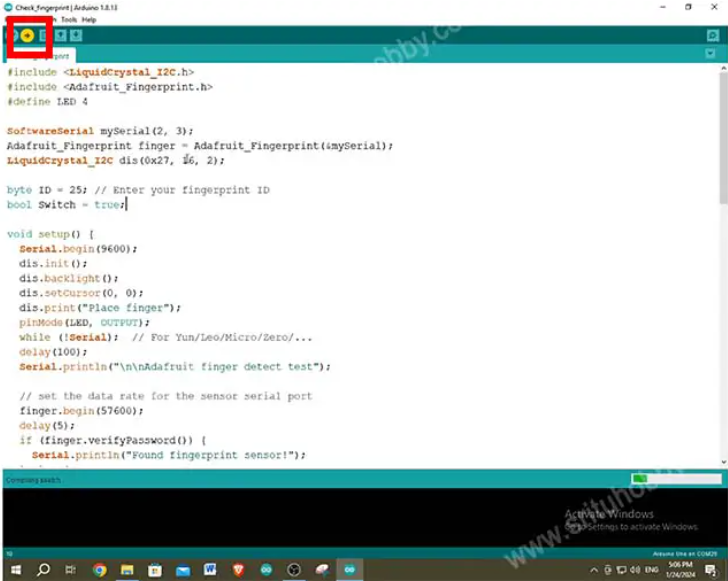 Check_fingerprint | Arduino 1.8.13
Tools Help
#include <LiquidCrystal_I2C.h>
#include <Adafruit_Fingerprint.h>
#define LED 4
SoftwareSerial mySerial(2, 3);
Adafruit_Fingerprint finger = Adafruit_Fingerprint(&mySerial);
LiquidCrystal_I2C dis(0x27, 16, 2);
byte ID = 25; // Enter your fingerprint ID
bool Switch = true;
void setup() {
Serial.begin(9600);
dis.init();
dis.backlight();
dis.setCursor(0, 0);
dis.print("Place finger");
pinMode(LED, OUTPUT);
while (!Serial);  // For Yun/Leo/Micro/Zero/...
delay(100);
Serial.println("\n\nAdafruit finger detect test");
// set the data rate for the sensor serial port
finger.begin(57600);
delay(5);
if (finger.verifyPassword()) {
Serial.println("Found fingerprint sensor!");
Compiling sketch
Activate Windows
Go to Settings to activate Windows.
10
Arduino Uno on COM29
ENG
5:06 PM
1/24/2024